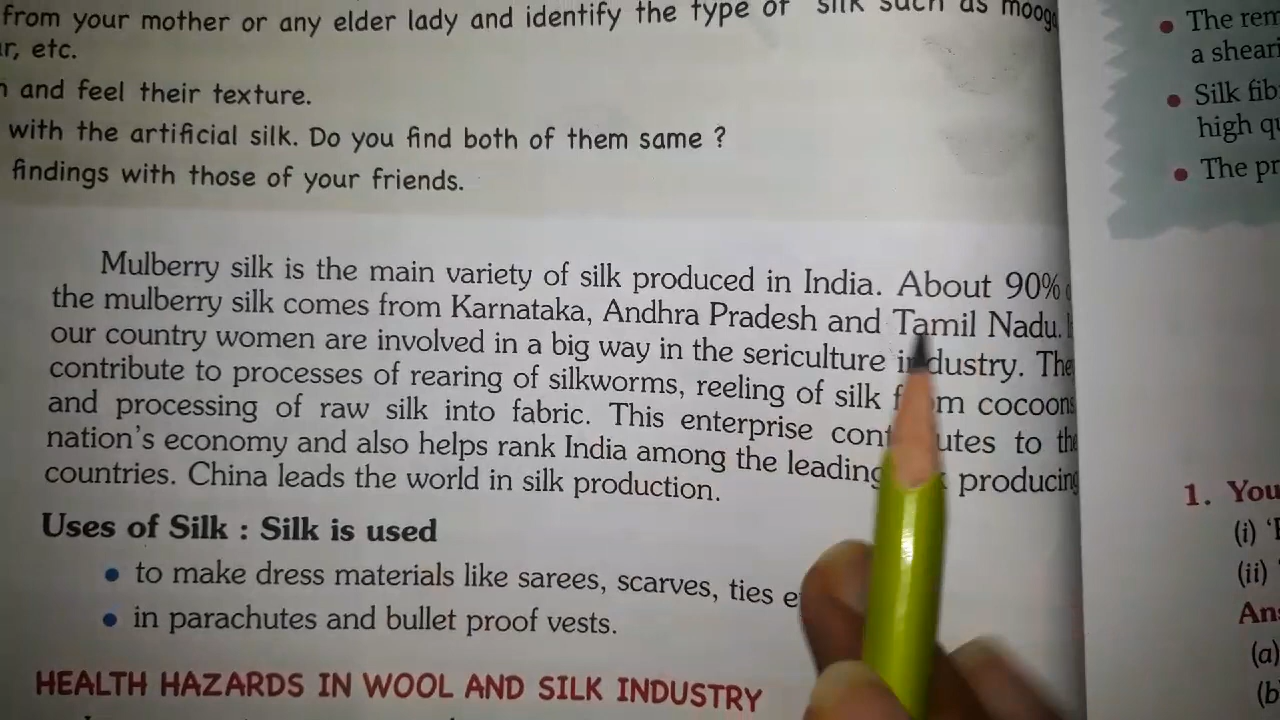 from your mother or any elder lady and identify the type of silk such as mooga
r, etc.
and feel their texture.
with the artificial silk. Do you find both of them same ?
findings with those of your friends.
Mulberry silk is the main variety of silk produced in India. About 90%
the mulberry silk comes from Karnataka, Andhra Pradesh and Tamil Nadu.
our country women are involved in a big way in the sericulture industry. The
contribute to processes of rearing of silkworms, reeling of silk m cocoons
and processing of raw silk into fabric. This enterprise cont utes to the
nation's economy and also helps rank India among the leading producing
countries. China leads the world in silk production.
Uses of Silk : Silk is used
• to make dress materials like sarees, scarves, ties e
• in parachutes and bullet proof vests.
HEALTH HAZARDS IN WOOL AND SILK INDUSTRY
• The rem
a sheari
• Silk fib
high qu
• The pr
1. You
(i)
(ii)
Ans
(a)
(b